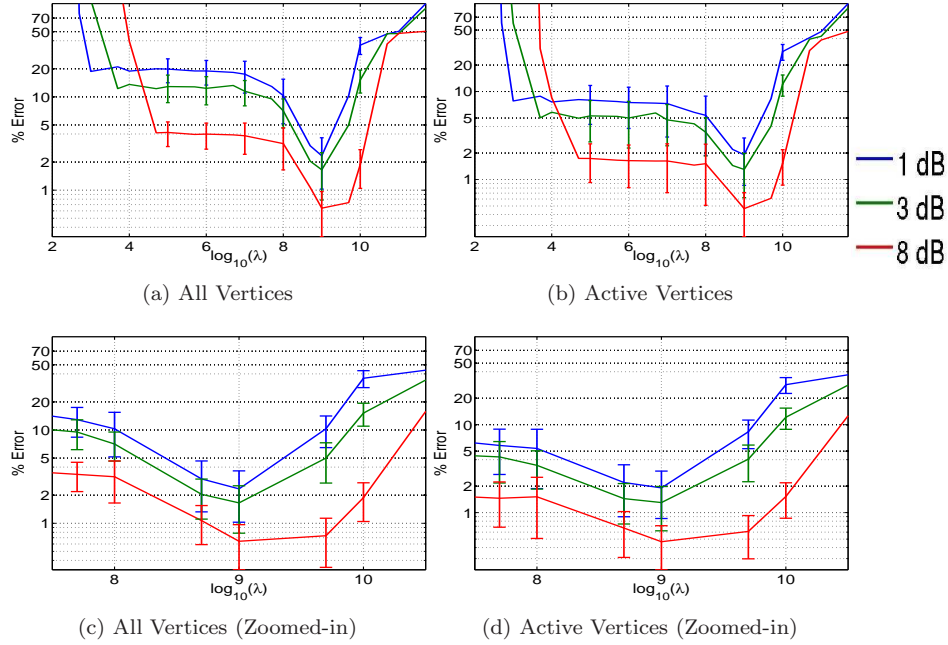 70
50
20
10
5
2
1
% Error
2
4
6
8
10
log10(λ)
(a) All Vertices
70
50
20
10
5
2
1
% Error
2
4
6
8
10
log10(λ)
(b) Active Vertices
1 dB
3 dB
8 dB
70
50
20
10
5
2
1
% Error
8
9
10
log10(λ)
(c) All Vertices (Zoomed-in)
70
50
20
10
5
2
1
% Error
8
9
10
log10(λ)
(d) Active Vertices (Zoomed-in)